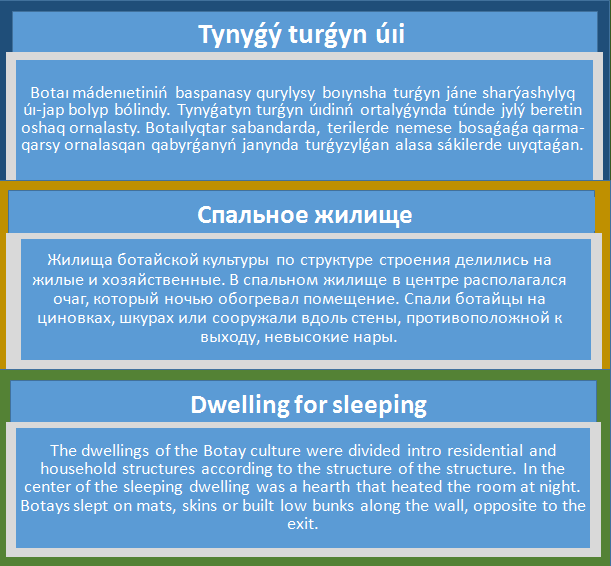 Tynyǵý turǵyn úıi
Botaı mádenıetiniń baspanasy qurylysy boıynsha turǵyn jáne sharýashylyq
úı-jap bolyp bólindy. Tynyǵatyn turǵyn úıdinń ortalyǵynda túnde jylý beretin
oshaq ornalasty. Botaılyqtar sabandarda, terilerde nemese bosaǵaǵa qarma-
qarsy ornalasqan qabyrǵanyń janynda turǵyzylǵan alasa sákilerde uıyqtaǵan.
Спальное жилище
Жилища ботайской культуры по структуре строения делились на
жилые и хозяйственные. В спальном жилище в центре располагался
очаг, который ночью обогревал помещение. Спали ботайцы на
циновках, шкурах или сооружали вдоль стены, противоположной к
выходу, невысокие нары.
Dwelling for sleeping
The dwellings of the Botay culture were divided intro residential and
household structures according to the structure of the structure. In the
center of the sleeping dwelling was a hearth that heated the room at night.
Botays slept on mats, skins or built low bunks along the wall, opposite to the
exit.